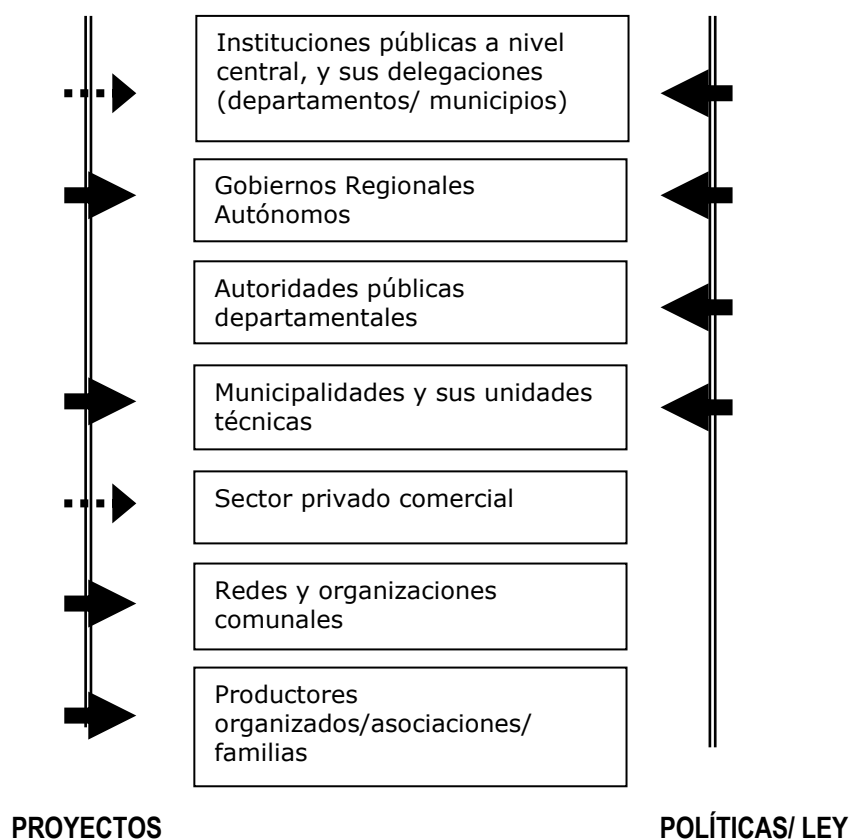 Instituciones públicas a nivel
central, y sus delegaciones
(departamentos/ municipios)
Gobiernos Regionales
Autónomos
Autoridades públicas
departamentales
Municipalidades y sus unidades
técnicas
Sector privado comercial
Redes y organizaciones
comunales
Productores
organizados/asociaciones/
familias
PROYECTOS
POLÍTICAS/ LEY